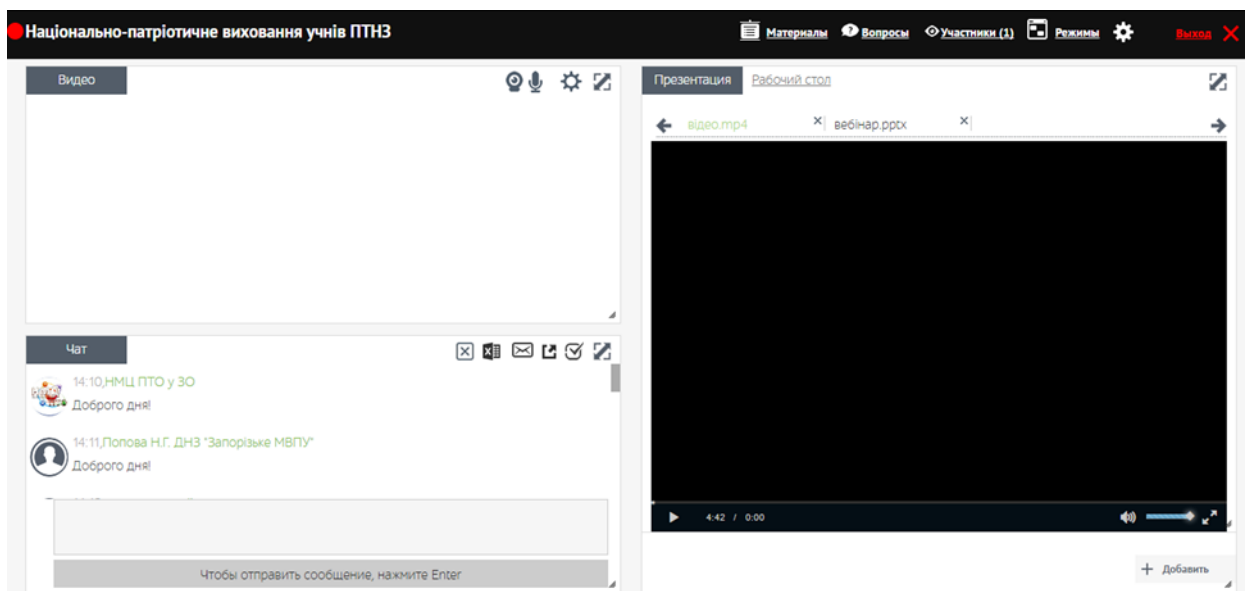 Національно-патріотичне виховання учнів ПТНЗ
Материалы Вопросы Участники (1) Режимы Выход
Видео
Чат
14:10,НМЦ ПТО у ЗО
Доброго дня!
14:11,Попова Н.Г. ДНЗ "Запорізьке МВПУ"
Доброго дня!
Чтобы отправить сообщение, нажмите Enter
Презентация Рабочий стол
відео.mp4 вебінар.pptx
4:42 / 0:00
+ Добавить